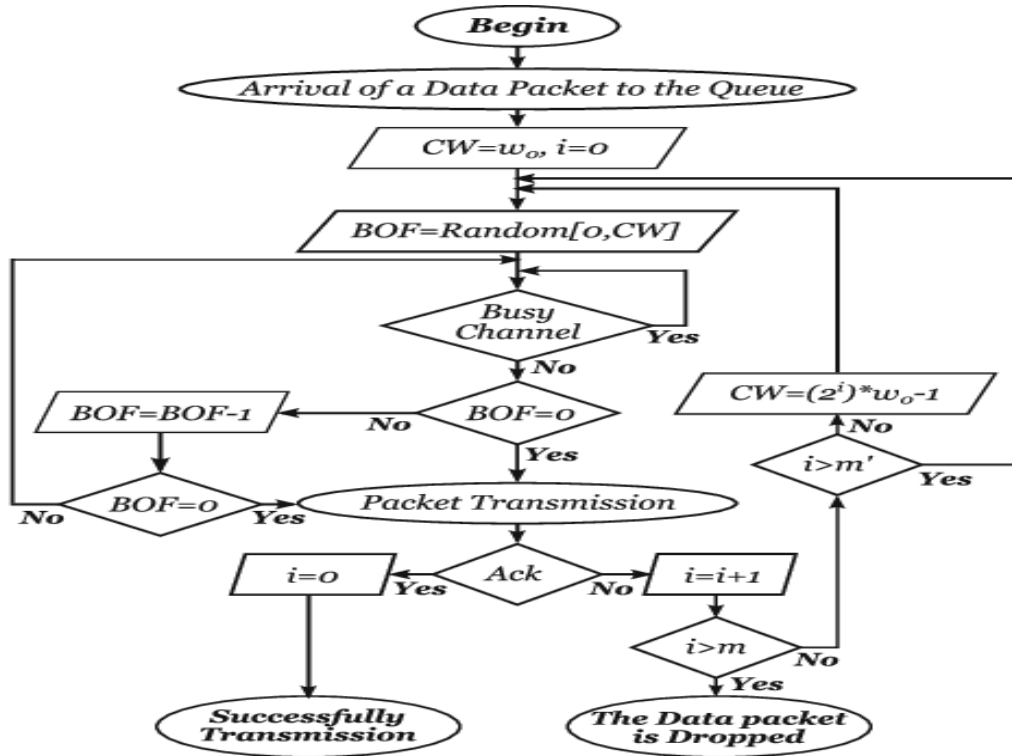 Begin
Arrival of a Data Packet to the Queue
CW=w₀, i=0
BOF=Random[0,CW]
Busy
Channel
Yes
No
BOF=0
No
Yes
BOF=BOF-1
BOF=0
No
Yes
Packet Transmission
CW=(2ⁱ)*w₀-1
No
i>m'
Yes
Ack
Yes
No
i=0
i=i+1
i>m
No
Yes
Successfully
Transmission
The Data packet
is Dropped